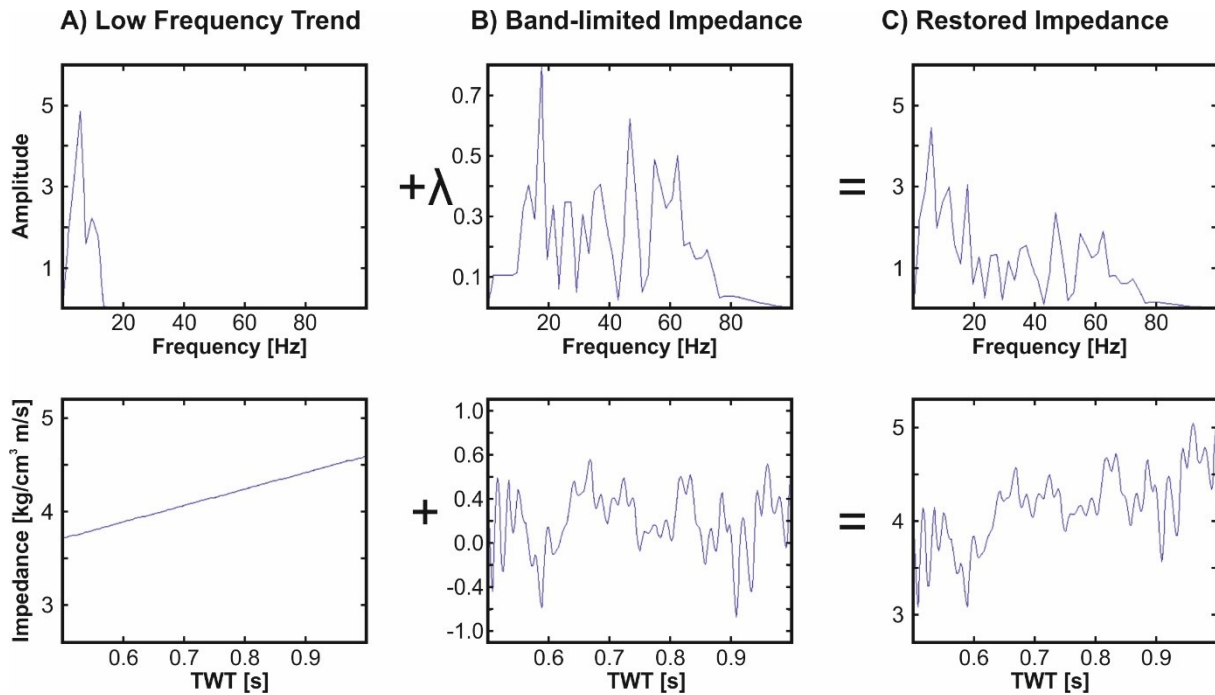 A) Low Frequency Trend
B) Band-limited Impedance
C) Restored Impedance
Amplitude
5
3
1
20 40 60 80
Frequency [Hz]
+λ
0.7
0.5
0.3
0.1
20 40 60 80
Frequency [Hz]
=
5
3
1
20 40 60 80
Frequency [Hz]
Impedance [kg/cm³ m/s]
5
4
3
0.6 0.7 0.8 0.9
TWT [s]
+
1.0
0.6
0.4
0.0
-0.4
-0.6
-1.0
0.6 0.7 0.8 0.9
TWT [s]
=
5
4
3
0.6 0.7 0.8 0.9
TWT [s]